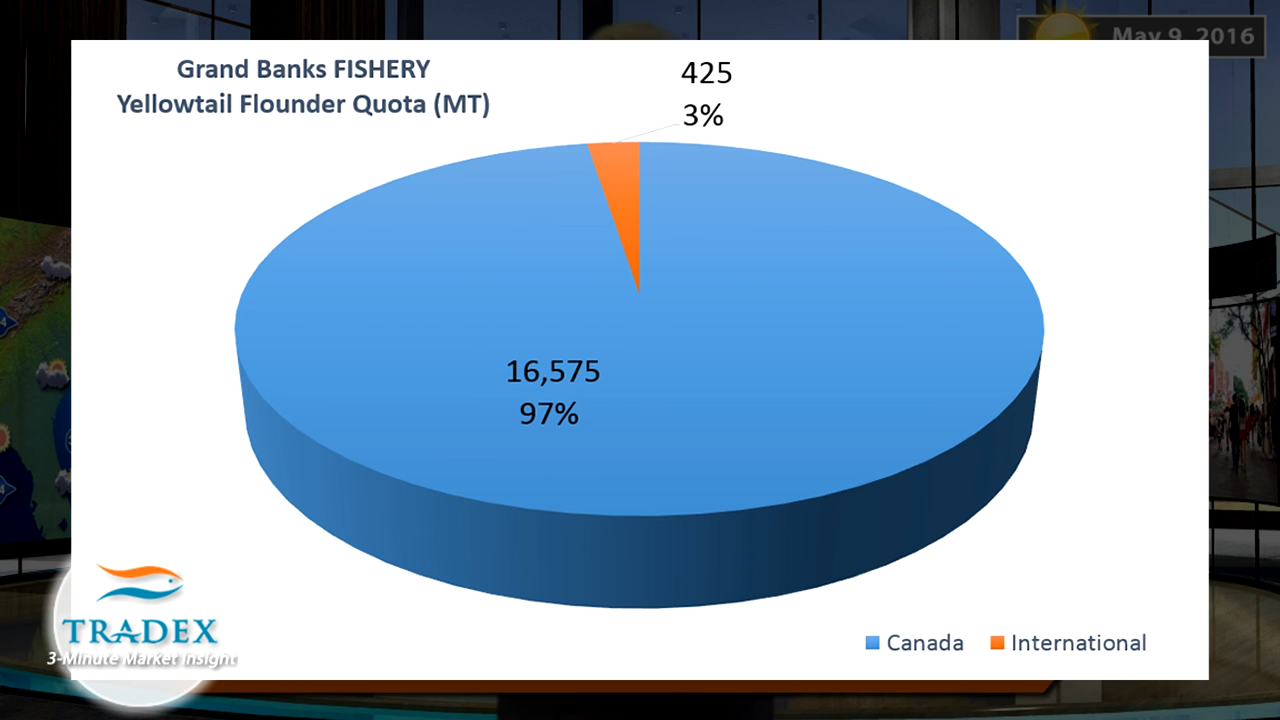 May 9, 2016
Grand Banks FISHERY
Yellowtail Flounder Quota (MT)
425
3%
16,575
97%
TRADEX
3-Minute Market Insight
Canada
International